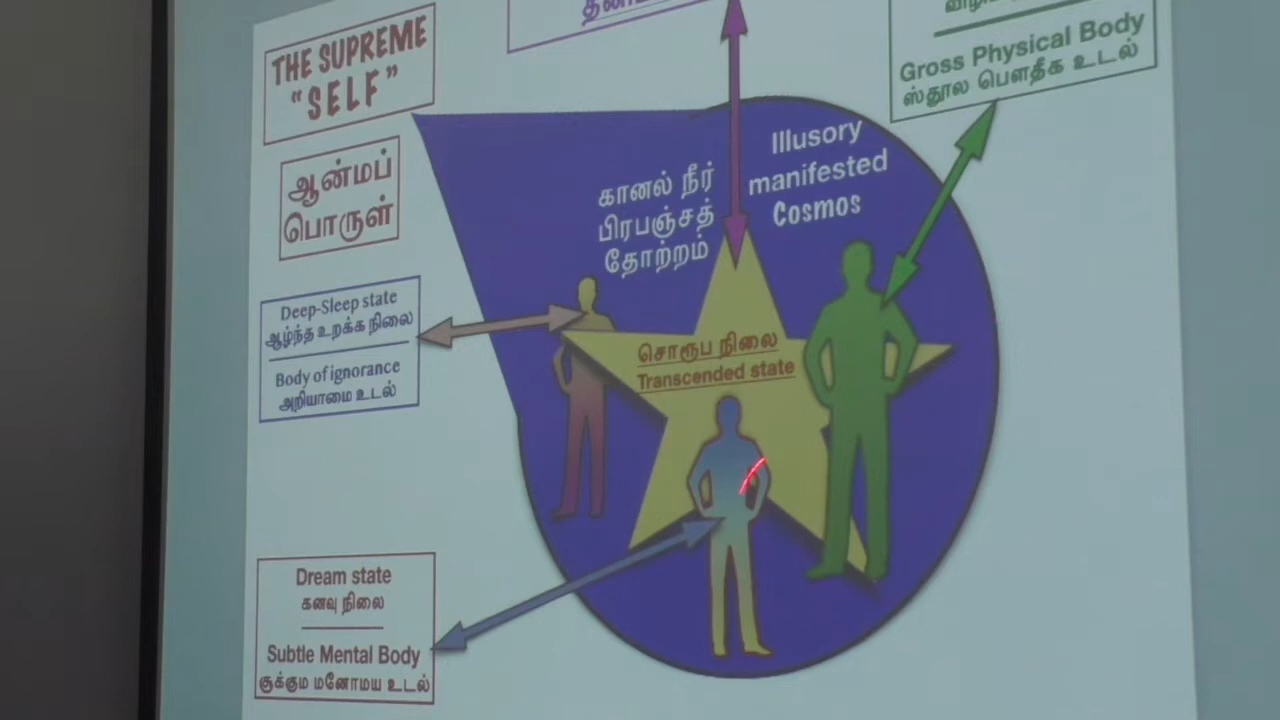 THE SUPREME
"SELF"
ஆன்மப்
பொருள்
Gross Physical Body
ஸ்தூல பௌதீக உடல்
Illusory
manifested
Cosmos
கானல் நீர்
பிரபஞ்சத்
தோற்றம்
Deep-Sleep state
ஆழ்ந்த உறக்க நிலை
Body of ignorance
அறியாமை உடல்
சொரூப நிலை
Transcended state
Dream state
கனவு நிலை
Subtle Mental Body
சூக்கும மனோமய உடல்